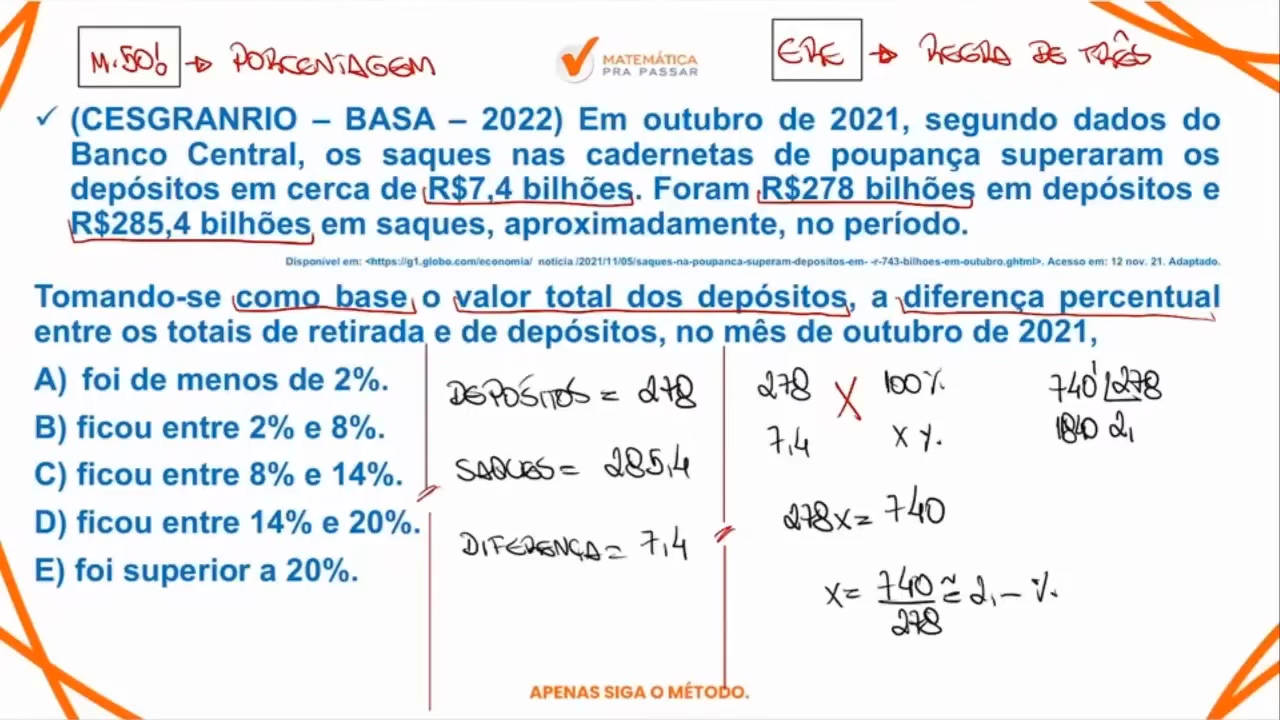 M.50! → PORCENTAGEM
MATEMÁTICA
PRA PASSAR
ERE → REGRA DE TRÊS
✓ (CESGRANRIO – BASA – 2022) Em outubro de 2021, segundo dados do
Banco Central, os saques nas cadernetas de poupança superaram os
depósitos em cerca de R$7,4 bilhões. Foram R$278 bilhões em depósitos e
R$285,4 bilhões em saques, aproximadamente, no período.
Disponível em: <https://g1.globo.com/economia/ noticia /2021/11/05/saques-na-poupanca-superam-depositos-em- -r-743-bilhoes-em-outubro.ghtml>. Acesso em: 12 nov. 21. Adaptado.
Tomando-se como base o valor total dos depósitos, a diferença percentual
entre os totais de retirada e de depósitos, no mês de outubro de 2021,
A) foi de menos de 2%.
B) ficou entre 2% e 8%.
C) ficou entre 8% e 14%.
D) ficou entre 14% e 20%.
E) foi superior a 20%.
DEPÓSITOS = 278
SAQUES = 285,4
DIFERENÇA = 7,4
278 X 100%
7,4 X %
278X = 740
X = 740/278 ≅ 2,- %
740 278
1840 2,
APENAS SIGA O MÉTODO.